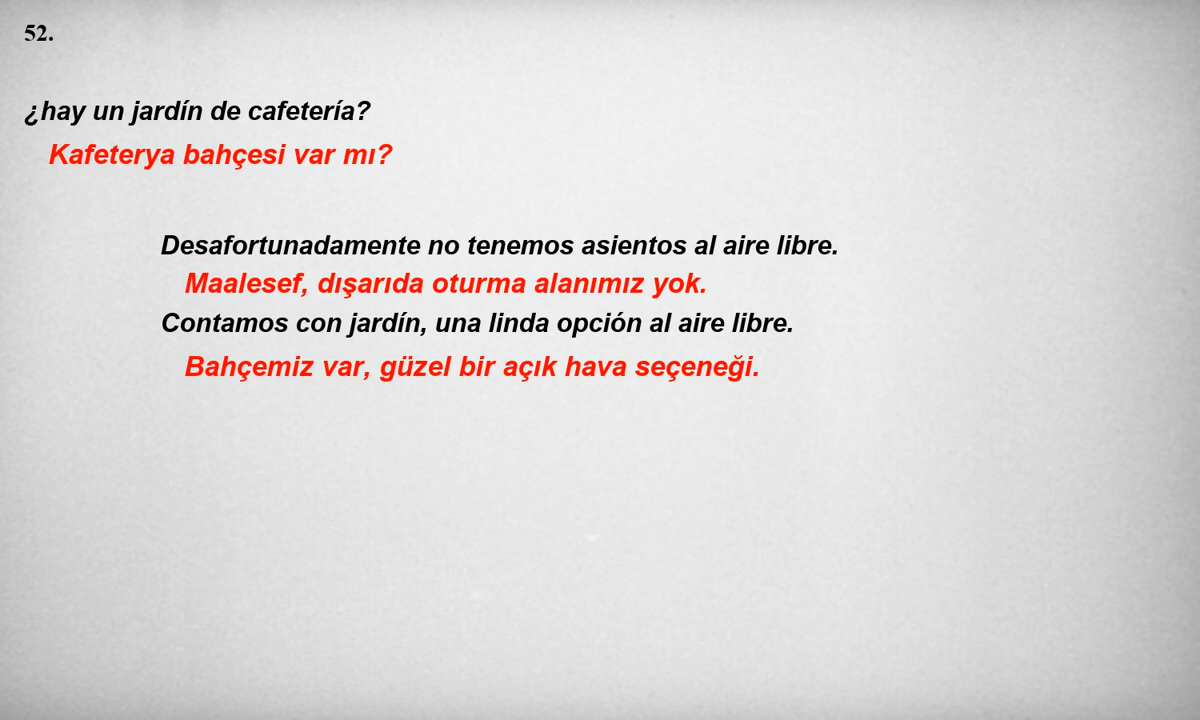 52.
¿hay un jardín de cafetería?
Kafeterya bahçesi var mı?
Desafortunadamente no tenemos asientos al aire libre.
Maalesef, dışarıda oturma alanımız yok.
Contamos con jardín, una linda opción al aire libre.
Bahçemiz var, güzel bir açık hava seçeneği.